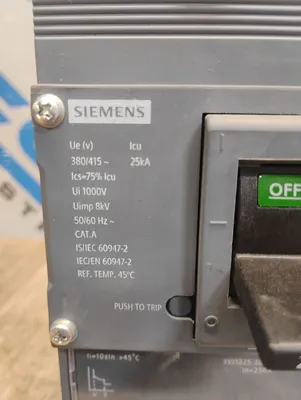 SIEMENS
Ue (v) Icu
380/415 ~ 25kA
Ics=75% Icu
Ui 1000V
Uimp 8kV
50/60 Hz ~
CAT.A
IS/IEC 60947-2
IEC/EN 60947-2
REF. TEMP. 45°C
OFF
PUSH TO TRIP